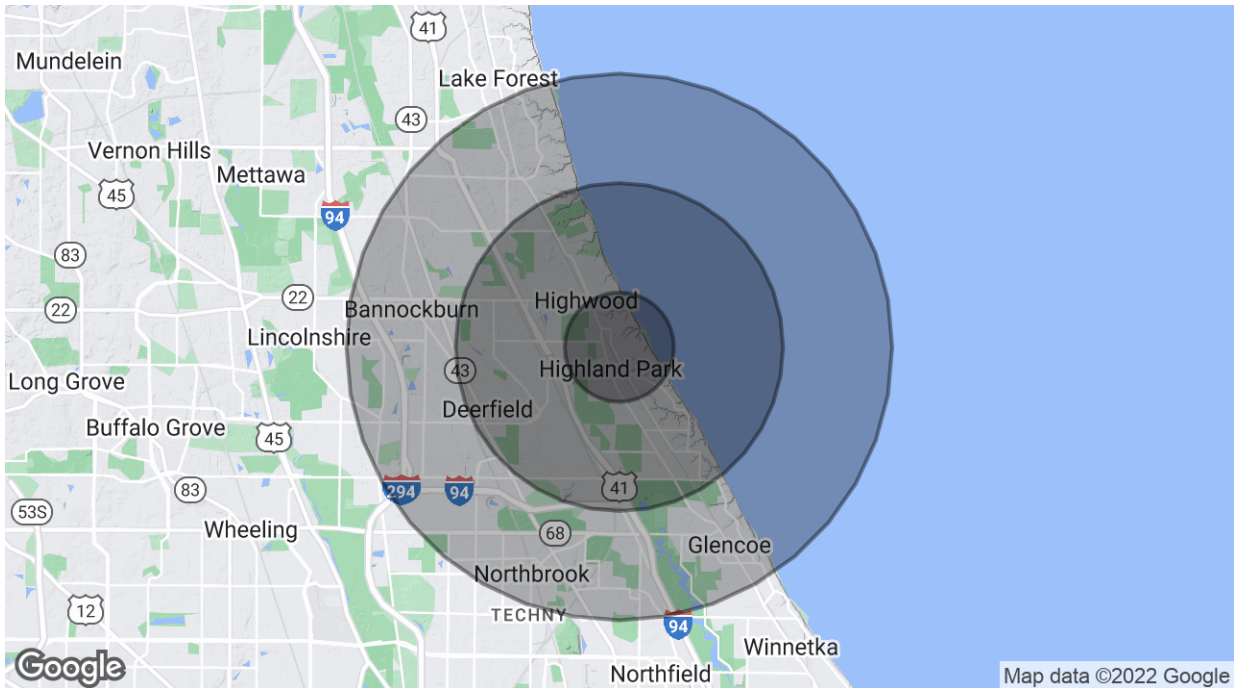 41
Mundelein
Lake Forest
43
Vernon Hills
Mettawa
45
94
83
22
22
Highwood
Bannockburn
Lincolnshire
Highland Park
43
Long Grove
Deerfield
Buffalo Grove
45
83
294
94
41
53S
Wheeling
68
Glencoe
Northbrook
12
TECHNY
94
Winnetka
Northfield
Google
Map data ©2022 Google